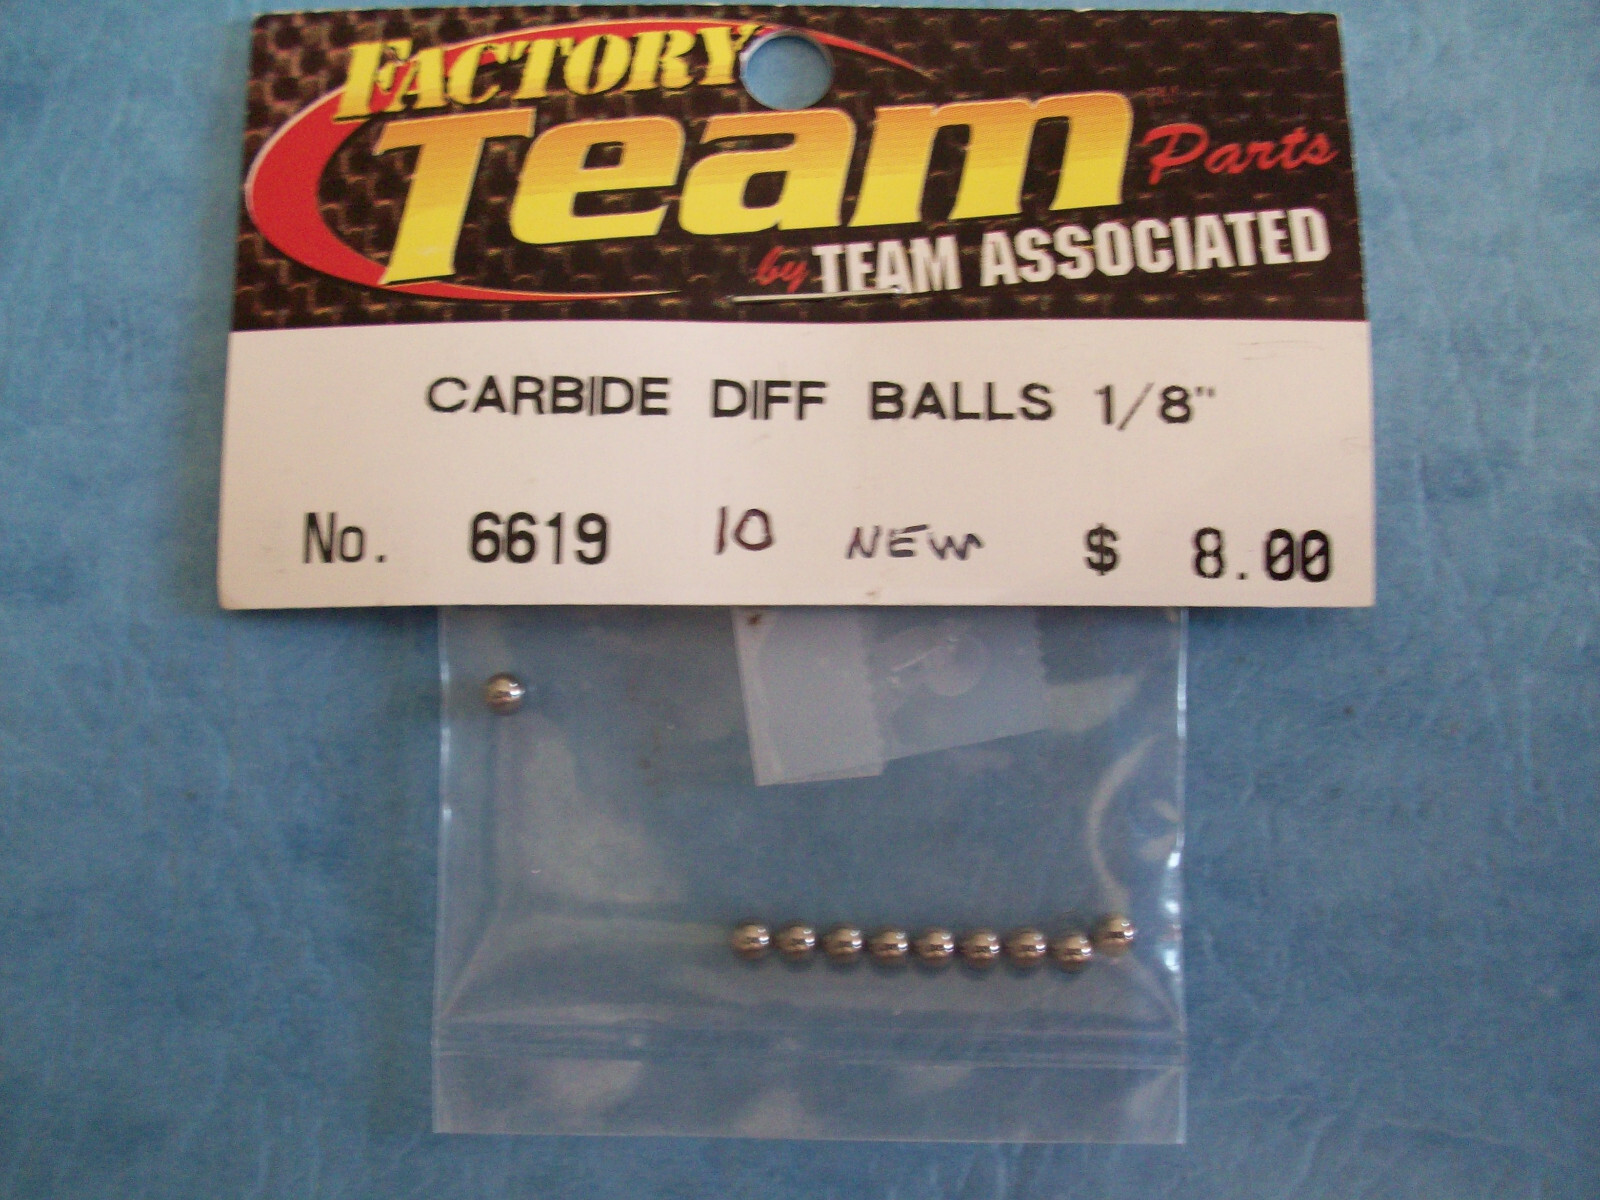 FACTORY
Team Parts
by TEAM ASSOCIATED
CARBIDE DIFF BALLS 1/8"
No. 6619 10 NEW $ 8.00